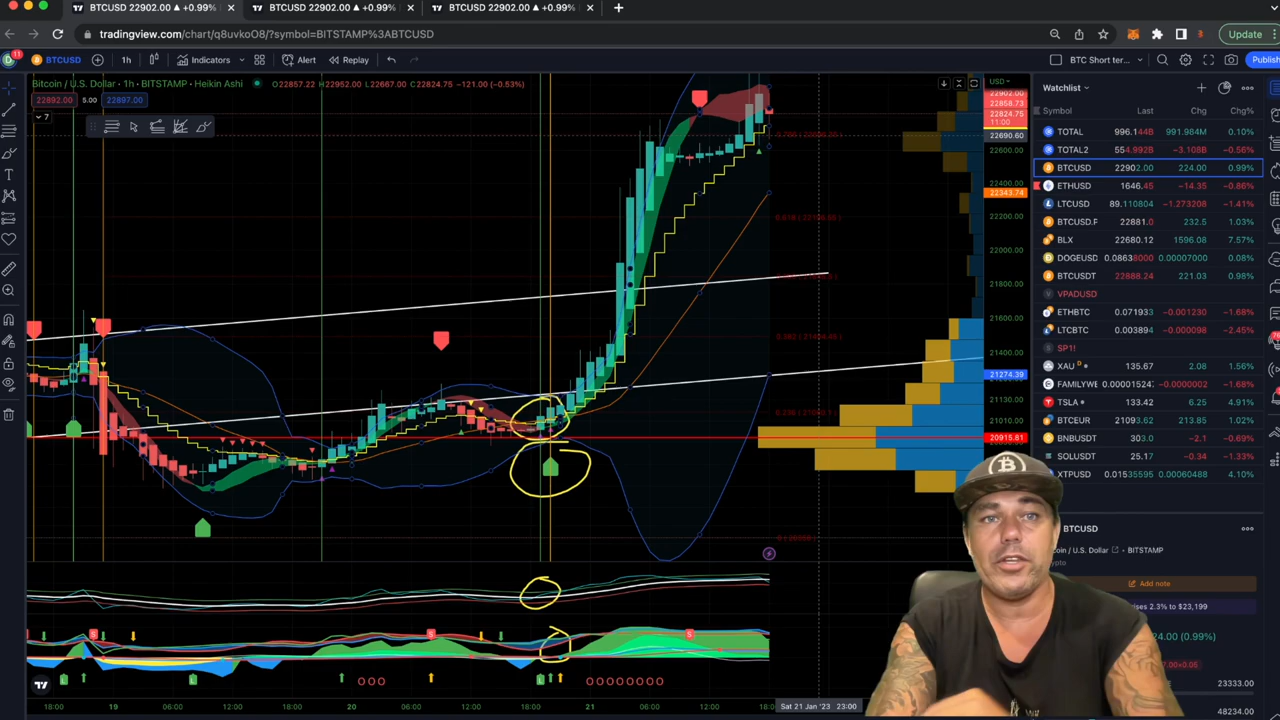 BTCUSD 22902.00 ▲ +0.99%
BTCUSD 22902.00 ▲ +0.99%
BTCUSD 22902.00 ▲ +0.99%
tradingview.com/chart/q8uvkoO8/?symbol=BITSTAMP%3ABTCUSD
Update
11
BTCUSD
1h
Indicators
Alert
Replay
BTC Short ter...
Publish
Bitcoin / U.S. Dollar · 1h · BITSTAMP · Heikin Ashi
O22857.22 H22952.00 L22667.00 C22824.75 −121.00 (−0.53%)
22892.00 5.00 22897.00
7
USD
22902.00
22858.73
22824.75
11:00
22690.60
22600.00
22400.00
22343.74
22200.00
22000.00
21800.00
21600.00
21400.00
21274.39
21130.00
21010.00
20915.81
Watchlist
Symbol Last Chg Chg%
TOTAL 996.144B 991.984M 0.10%
TOTAL2 554.992B −3.108B −0.56%
BTCUSD 22902.00 224.00 0.99%
ETHUSD 1646.45 −14.35 −0.86%
LTCUSD 89.110804 −1.273208 −1.41%
BTCUSD.P 22881.0 232.5 1.03%
BLX 22680.12 1596.08 7.57%
DOGEUSD 0.08638000 0.00007000 0.08%
BTCUSDT 22888.24 221.03 0.98%
VPADUSD
ETHBTC 0.071933 −0.001230 −1.68%
LTCBTC 0.003894 −0.000098 −2.45%
SP1!
XAU D 135.67 2.08 1.56%
FAMILYWE 0.00001524 −0.0000002 −1.68%
TSLA 133.42 6.25 4.91%
BTCEUR 21093.62 213.85 1.02%
BNBUSDT 303.0 −2.1 −0.69%
SOLUSDT 25.17 −0.34 −1.33%
XTPUSD 0.01535595 0.00060488 4.10%
BTCUSD
coin / U.S. Dollar · BITSTAMP
Add note
ises 2.3% to $23,199
24.00 (0.99%)
33.00
23333.00
48234.00
S
S
S
L
L
L
18:00 19 06:00 12:00 18:00 20 06:00 12:00 18:00 21 06:00 12:00 18:00
Sat 21 Jan '23 23:00
B